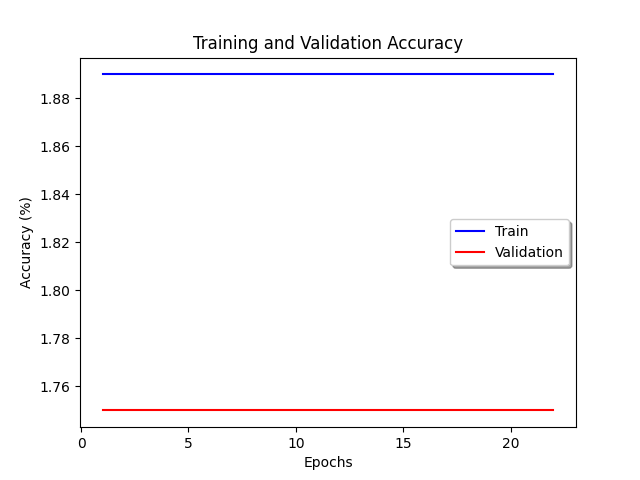 Training and Validation Accuracy
Accuracy (%)
1.88
1.86
1.84
1.82
1.80
1.78
1.76
Train
Validation
0 5 10 15 20
Epochs